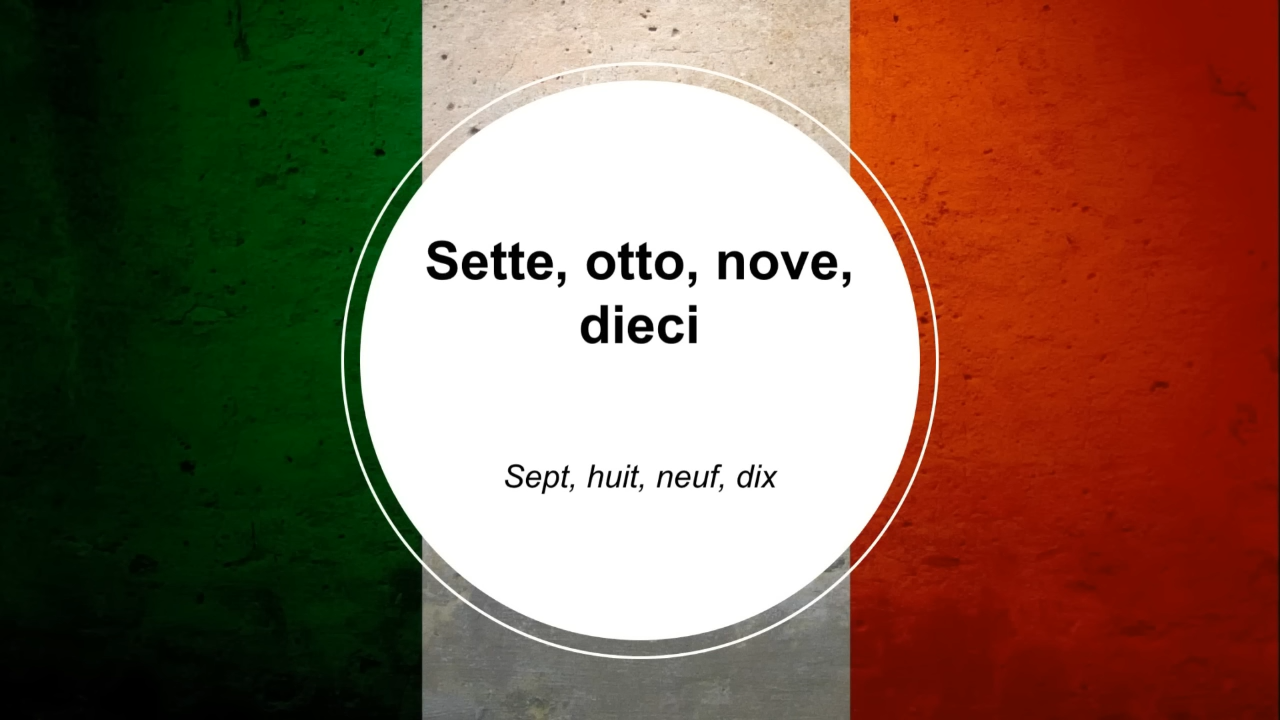 Sette, otto, nove,
dieci
Sept, huit, neuf, dix